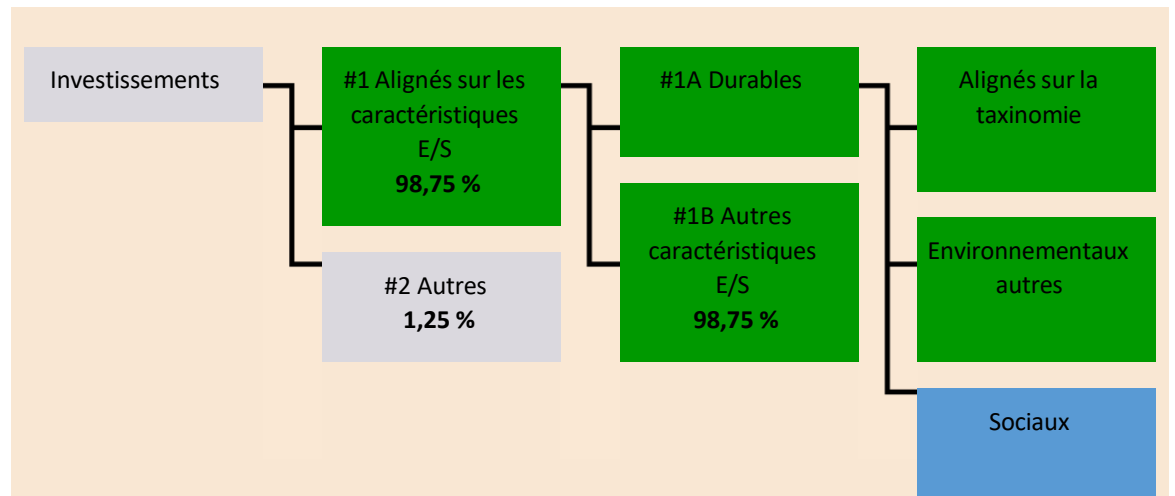 Investissements
#1 Alignés sur les
caractéristiques
E/S
98,75 %
#2 Autres
1,25 %
#1A Durables
#1B Autres
caractéristiques
E/S
98,75 %
Alignés sur la
taxinomie
Environnementaux
autres
Sociaux